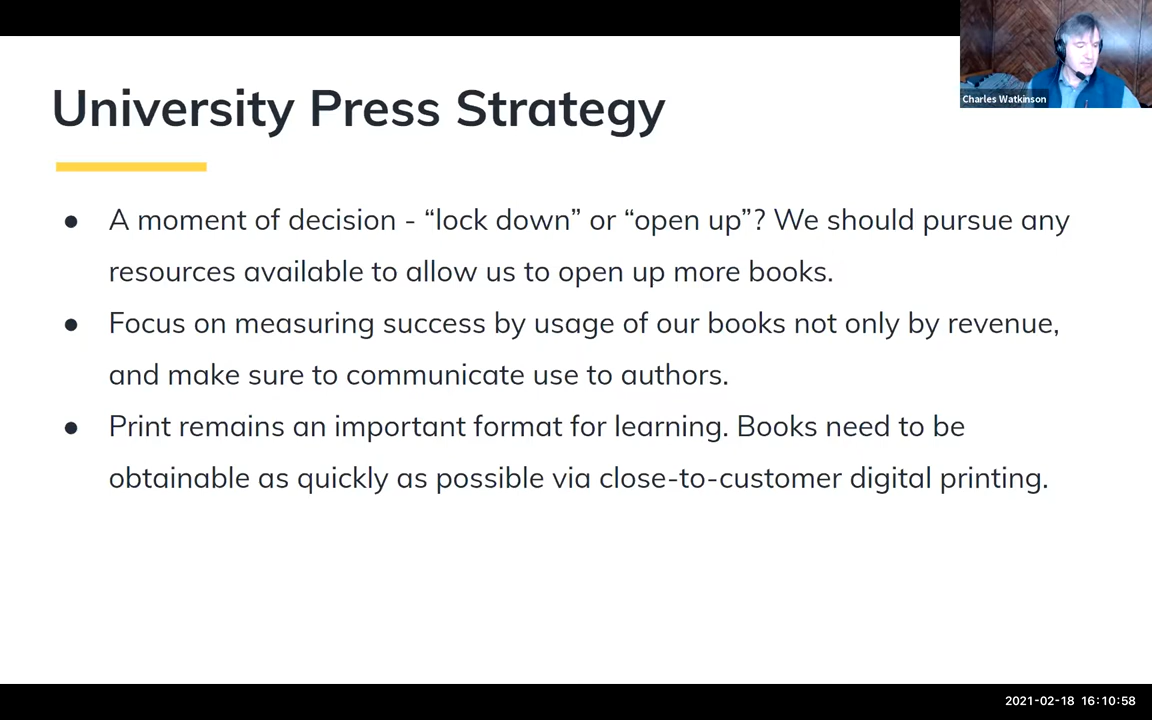 Charles Watkinson
University Press Strategy
● A moment of decision - “lock down” or “open up”? We should pursue any
resources available to allow us to open up more books.
● Focus on measuring success by usage of our books not only by revenue,
and make sure to communicate use to authors.
● Print remains an important format for learning. Books need to be
obtainable as quickly as possible via close-to-customer digital printing.
2021-02-18 16:10:58